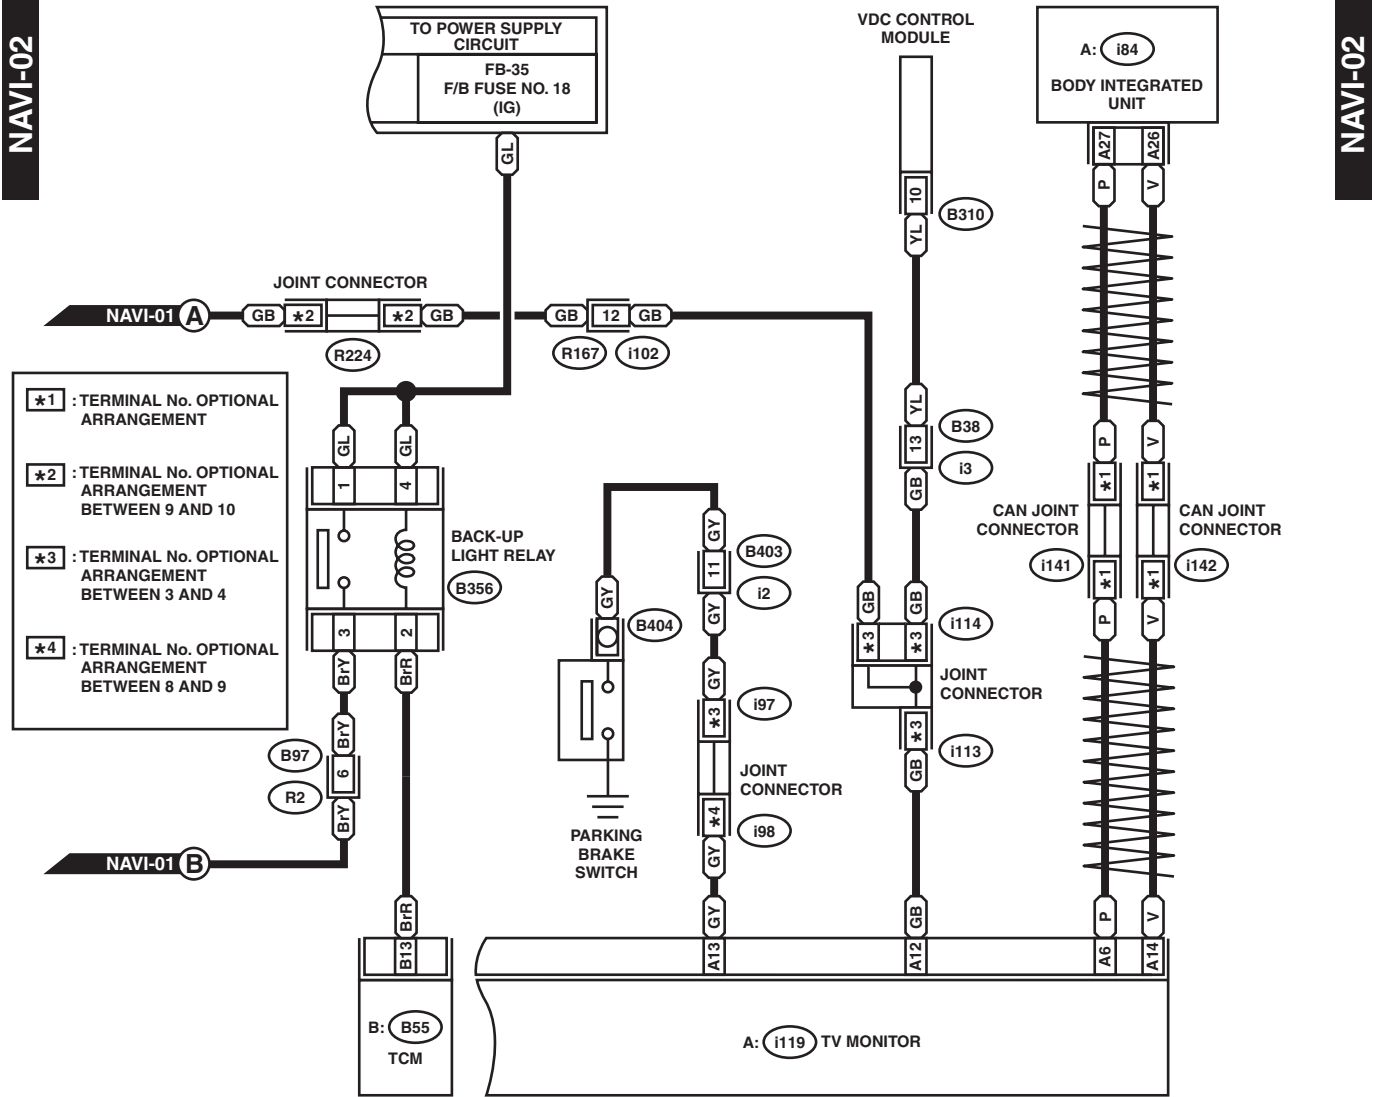 NAVI-02
NAVI-02
TO POWER SUPPLY
CIRCUIT
FB-35
F/B FUSE NO. 18
(IG)
GL
VDC CONTROL
MODULE
10
B310
YL
A: i84
BODY INTEGRATED
UNIT
A27
A26
P
V
JOINT CONNECTOR
NAVI-01 A
GB
*2
*2
GB
R224
GB
12
GB
R167
i102
*1 : TERMINAL No. OPTIONAL
ARRANGEMENT
*2 : TERMINAL No. OPTIONAL
ARRANGEMENT
BETWEEN 9 AND 10
*3 : TERMINAL No. OPTIONAL
ARRANGEMENT
BETWEEN 3 AND 4
*4 : TERMINAL No. OPTIONAL
ARRANGEMENT
BETWEEN 8 AND 9
GL
GL
1
4
BACK-UP
LIGHT RELAY
B356
3
2
BrY
BrR
BrY
B97
6
R2
BrY
NAVI-01 B
BrR
B13
B: B55
TCM
GY
B404
PARKING
BRAKE
SWITCH
GY
B403
11
i2
GY
GY
i97
*3
JOINT
CONNECTOR
*4
i98
GY
GY
A13
YL
B38
13
i3
GB
GB
GB
i114
*3
*3
JOINT
CONNECTOR
*3
i113
GB
GB
A12
P
V
*1
*1
CAN JOINT
CONNECTOR
i141
CAN JOINT
CONNECTOR
i142
*1
*1
P
V
P
V
A6
A14
A: i119 TV MONITOR